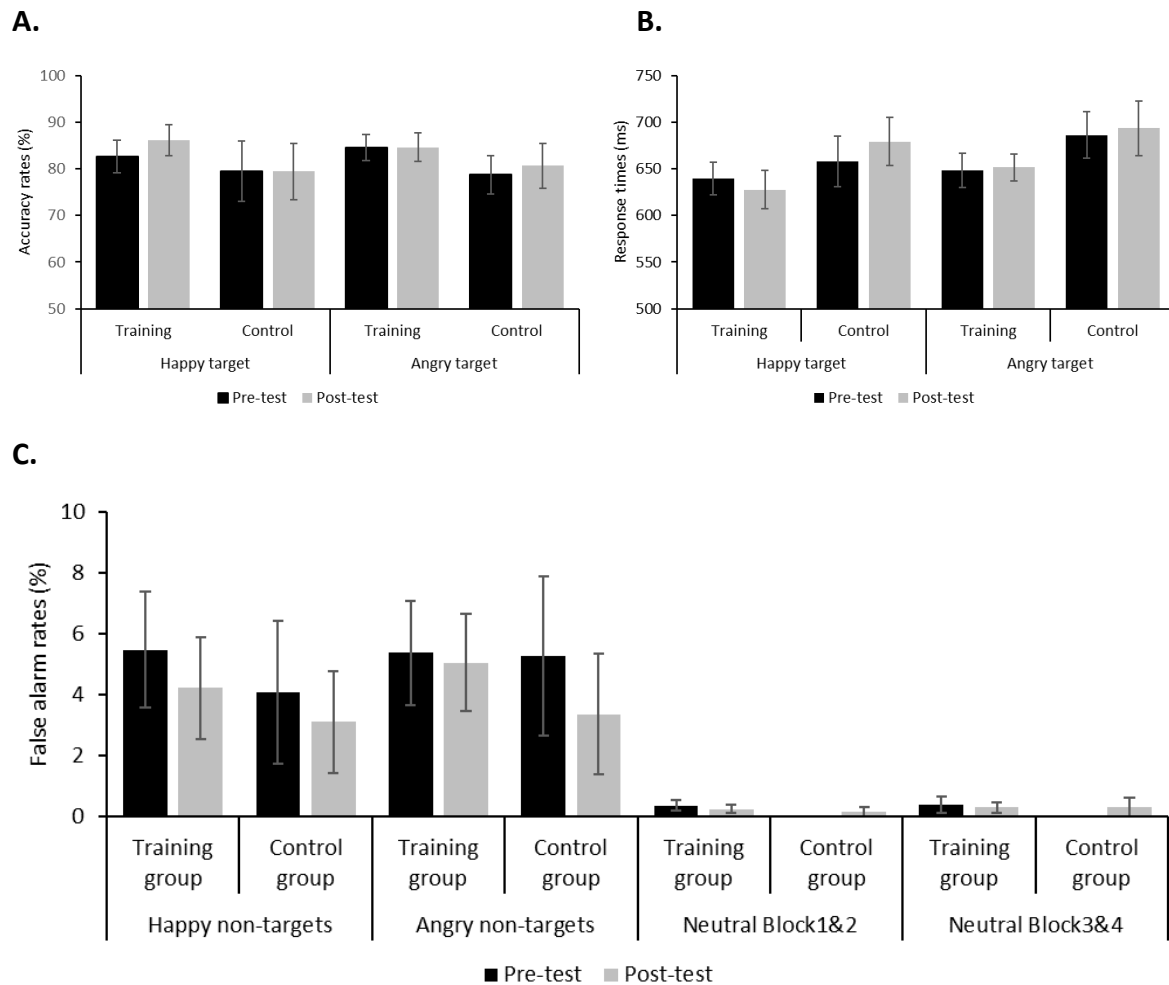 A.
Accuracy rates (%)
100
90
80
70
60
50
Training Control Training Control
Happy target Angry target
Pre-test Post-test
B.
Response times (ms)
750
700
650
600
550
500
Training Control Training Control
Happy target Angry target
Pre-test Post-test
C.
False alarm rates (%)
10
8
6
4
2
0
Training Control Training Control Training Control Training Control
group group group group group group group group
Happy non-targets Angry non-targets Neutral Block1&2 Neutral Block3&4
Pre-test Post-test